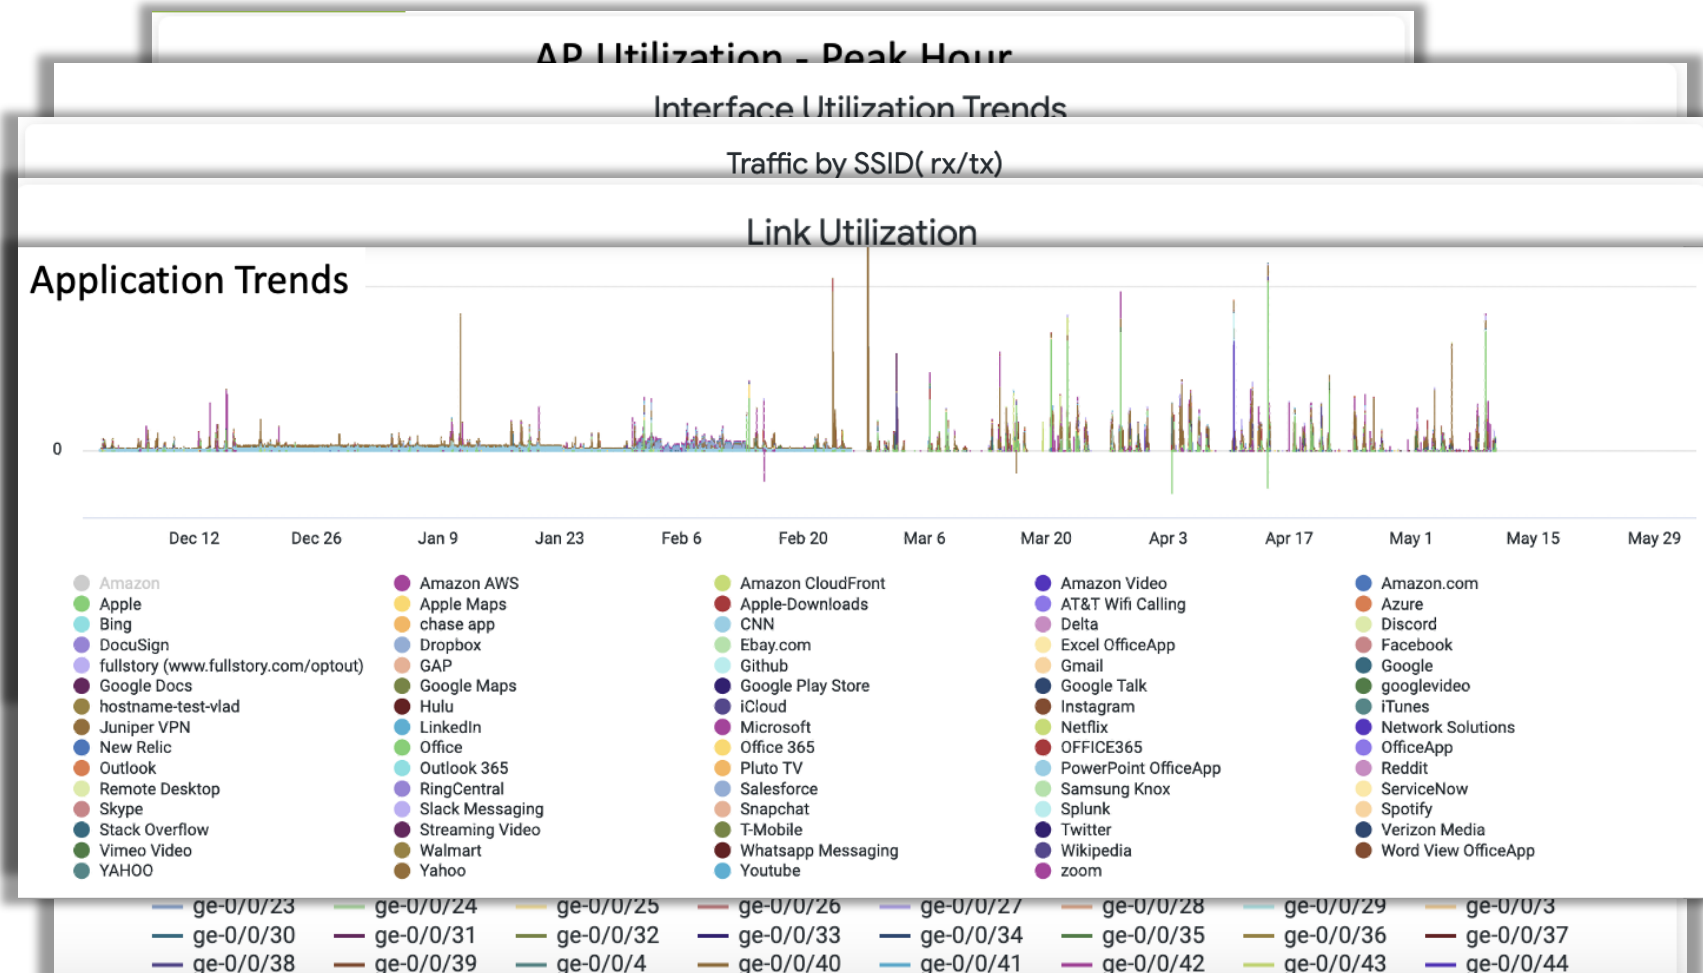 AP Utilization - Peak Hour
Interface Utilization Trends
Traffic by SSID( rx/tx)
Link Utilization
Application Trends
0
Dec 12 Dec 26 Jan 9 Jan 23 Feb 6 Feb 20 Mar 6 Mar 20 Apr 3 Apr 17 May 1 May 15 May 29
Amazon Amazon AWS Amazon CloudFront Amazon Video Amazon.com
Apple Apple Maps Apple-Downloads AT&T Wifi Calling Azure
Bing chase app CNN Delta Discord
DocuSign Dropbox Ebay.com Excel OfficeApp Facebook
fullstory (www.fullstory.com/optout) GAP Github Gmail Google
Google Docs Google Maps Google Play Store Google Talk googlevideo
hostname-test-vlad Hulu iCloud Instagram iTunes
Juniper VPN LinkedIn Microsoft Netflix Network Solutions
New Relic Office Office 365 OFFICE365 OfficeApp
Outlook Outlook 365 Pluto TV PowerPoint OfficeApp Reddit
Remote Desktop RingCentral Salesforce Samsung Knox ServiceNow
Skype Slack Messaging Snapchat Splunk Spotify
Stack Overflow Streaming Video T-Mobile Twitter Verizon Media
Vimeo Video Walmart Whatsapp Messaging Wikipedia Word View OfficeApp
YAHOO Yahoo Youtube zoom
ge-0/0/23 ge-0/0/24 ge-0/0/25 ge-0/0/26 ge-0/0/27 ge-0/0/28 ge-0/0/29 ge-0/0/3
ge-0/0/30 ge-0/0/31 ge-0/0/32 ge-0/0/33 ge-0/0/34 ge-0/0/35 ge-0/0/36 ge-0/0/37
ge-0/0/38 ge-0/0/39 ge-0/0/4 ge-0/0/40 ge-0/0/41 ge-0/0/42 ge-0/0/43 ge-0/0/44